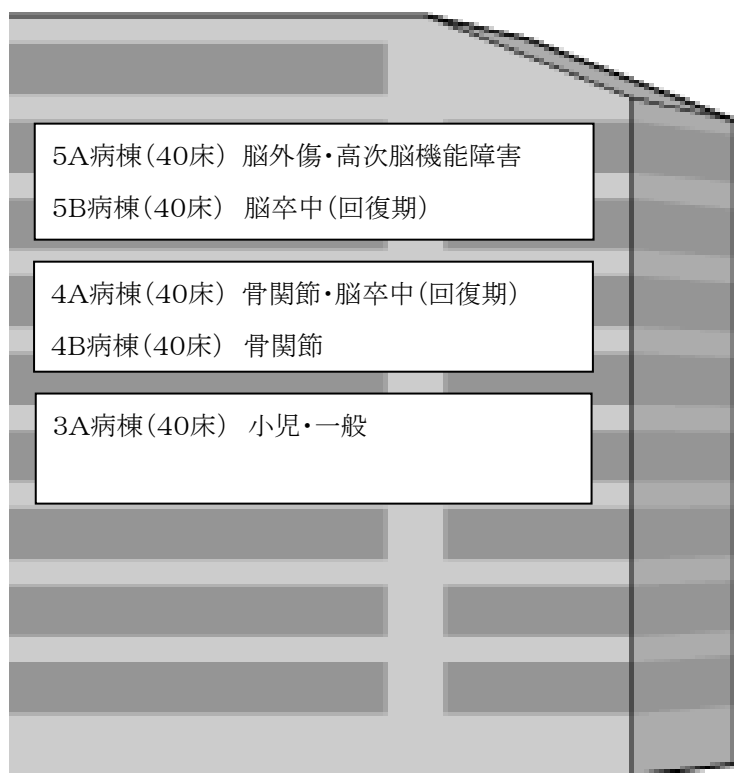 5A病棟(40床) 脳外傷・高次脳機能障害
5B病棟(40床) 脳卒中(回復期)
4A病棟(40床) 骨関節・脳卒中(回復期)
4B病棟(40床) 骨関節
3A病棟(40床) 小児・一般